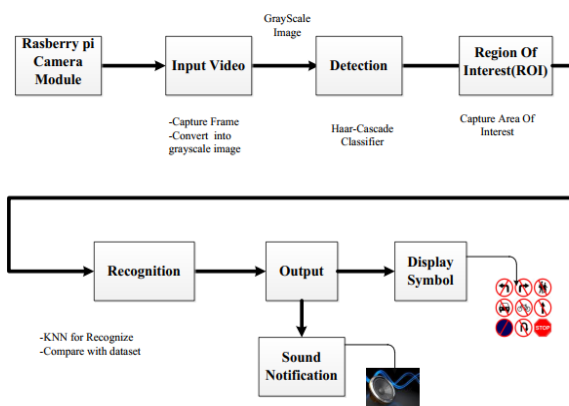 GrayScale
Image
Rasberry pi
Camera
Module
Input Video
Detection
Region Of
Interest(ROI)
-Capture Frame
-Convert into
grayscale image
Haar-Cascade
Classifier
Capture Area Of
Interest
Recognition
Output
Display
Symbol
-KNN for Recognize
-Compare with dataset
Sound
Notification
STOP